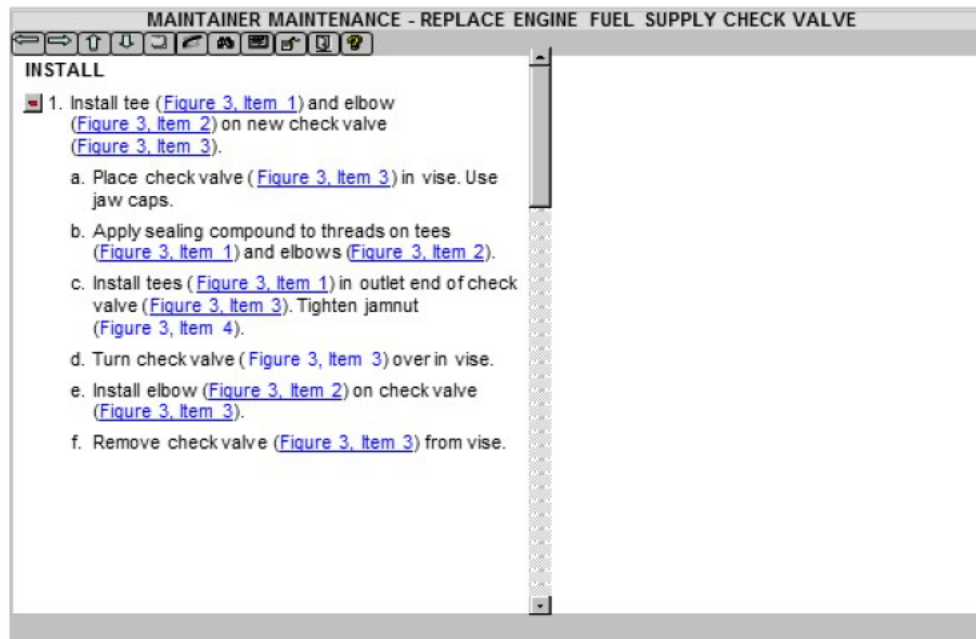 MAINTAINER MAINTENANCE - REPLACE ENGINE FUEL SUPPLY CHECK VALVE
INSTALL
1. Install tee (Figure 3, Item 1) and elbow
(Figure 3, Item 2) on new check valve
(Figure 3, Item 3).
a. Place check valve (Figure 3, Item 3) in vise. Use
jaw caps.
b. Apply sealing compound to threads on tees
(Figure 3, Item 1) and elbows (Figure 3, Item 2).
c. Install tees (Figure 3, Item 1) in outlet end of check
valve (Figure 3, Item 3). Tighten jamnut
(Figure 3, Item 4).
d. Turn check valve (Figure 3, Item 3) over in vise.
e. Install elbow (Figure 3, Item 2) on check valve
(Figure 3, Item 3).
f. Remove check valve (Figure 3, Item 3) from vise.